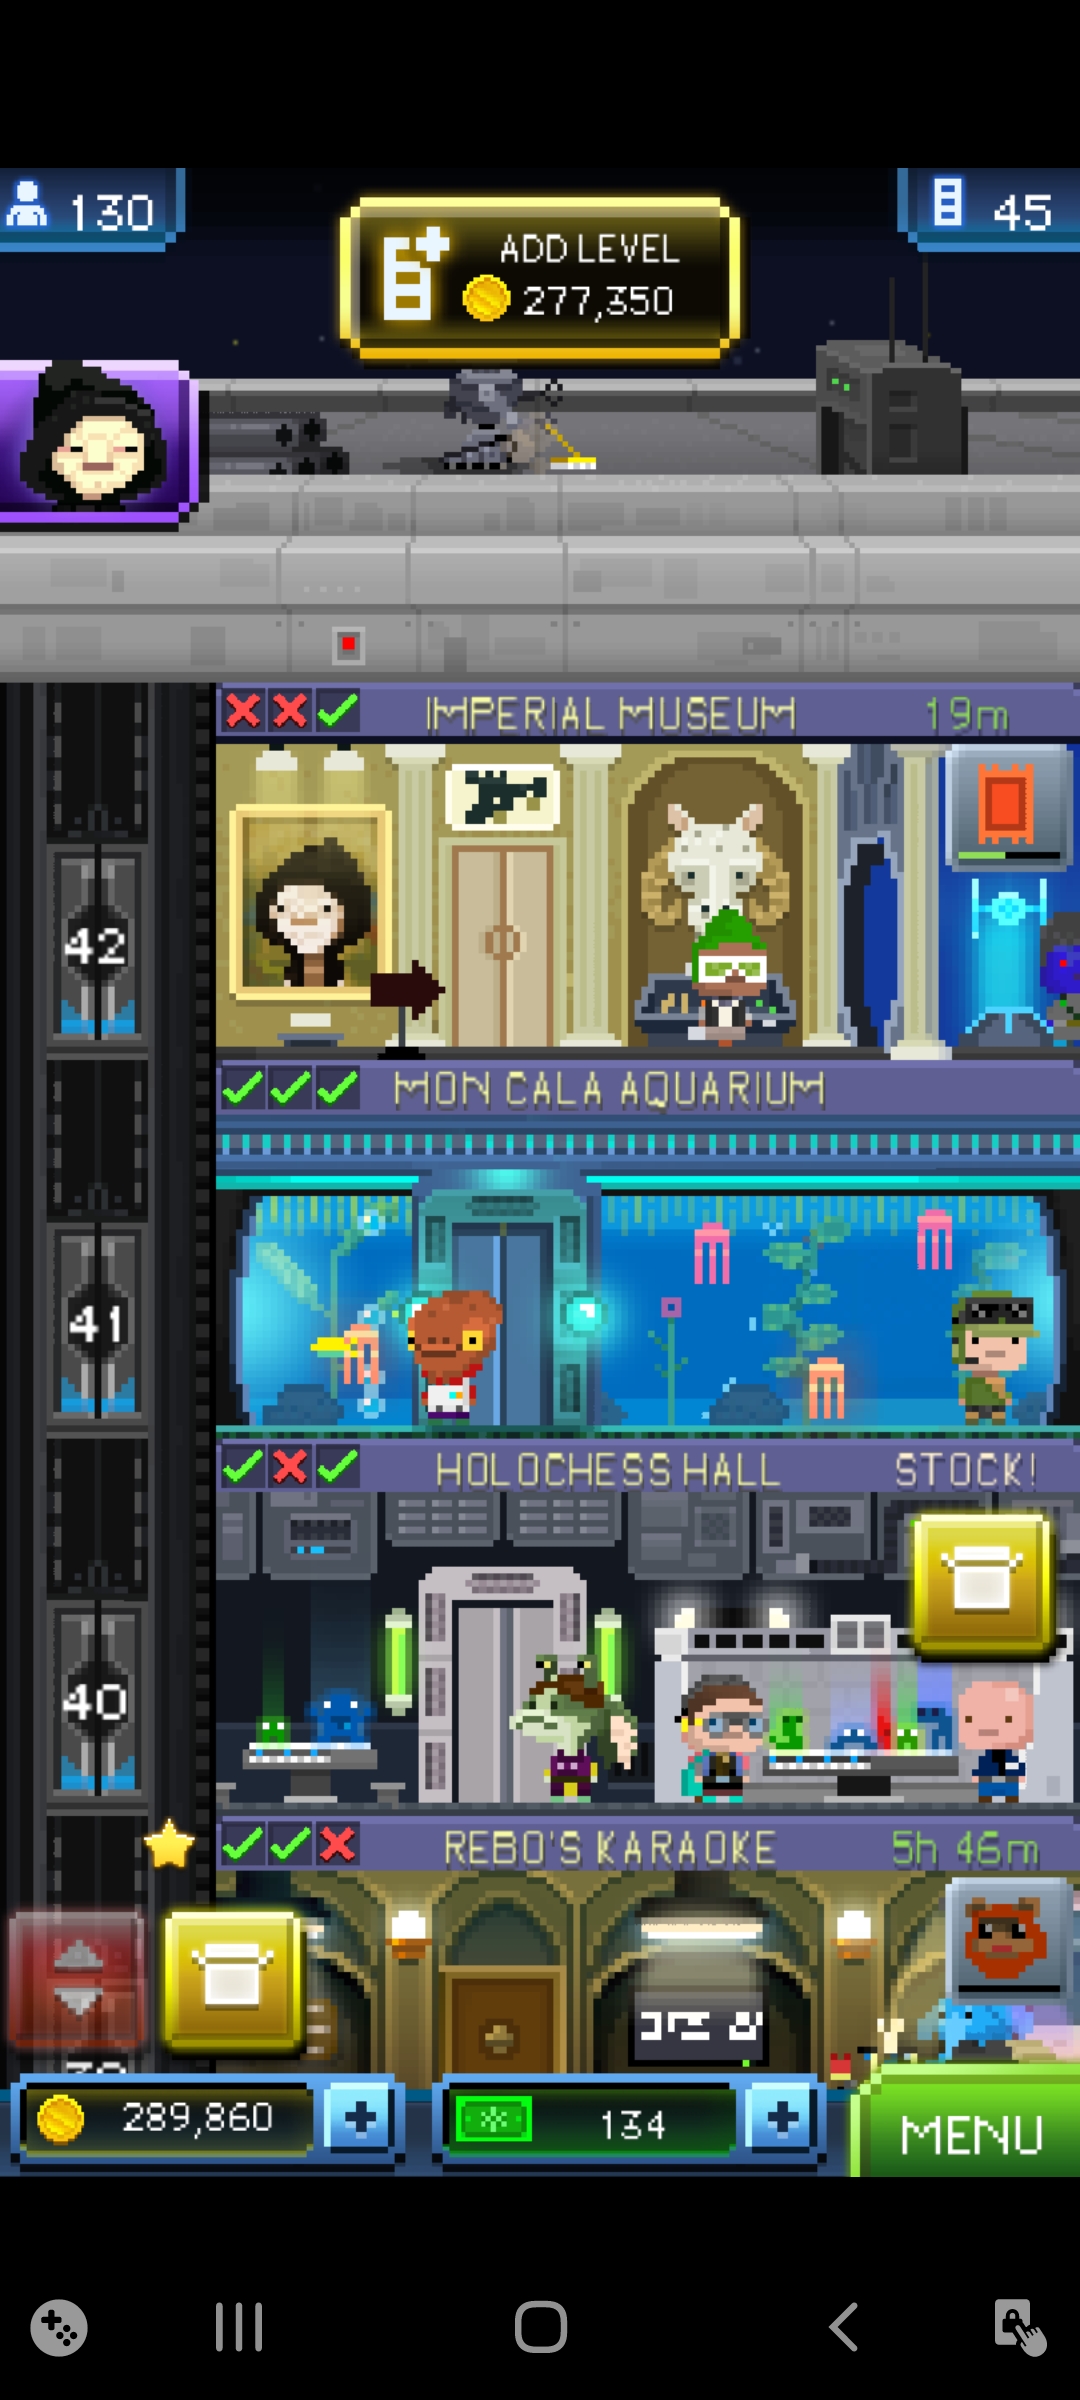 130
ADD LEVEL
277,350
45
IMPERIAL MUSEUM 19m
42
MON CALA AQUARIUM
41
HOLOCHESS HALL STOCK!
40
REBO'S KARAOKE 5h 46m
289,860
134
MENU